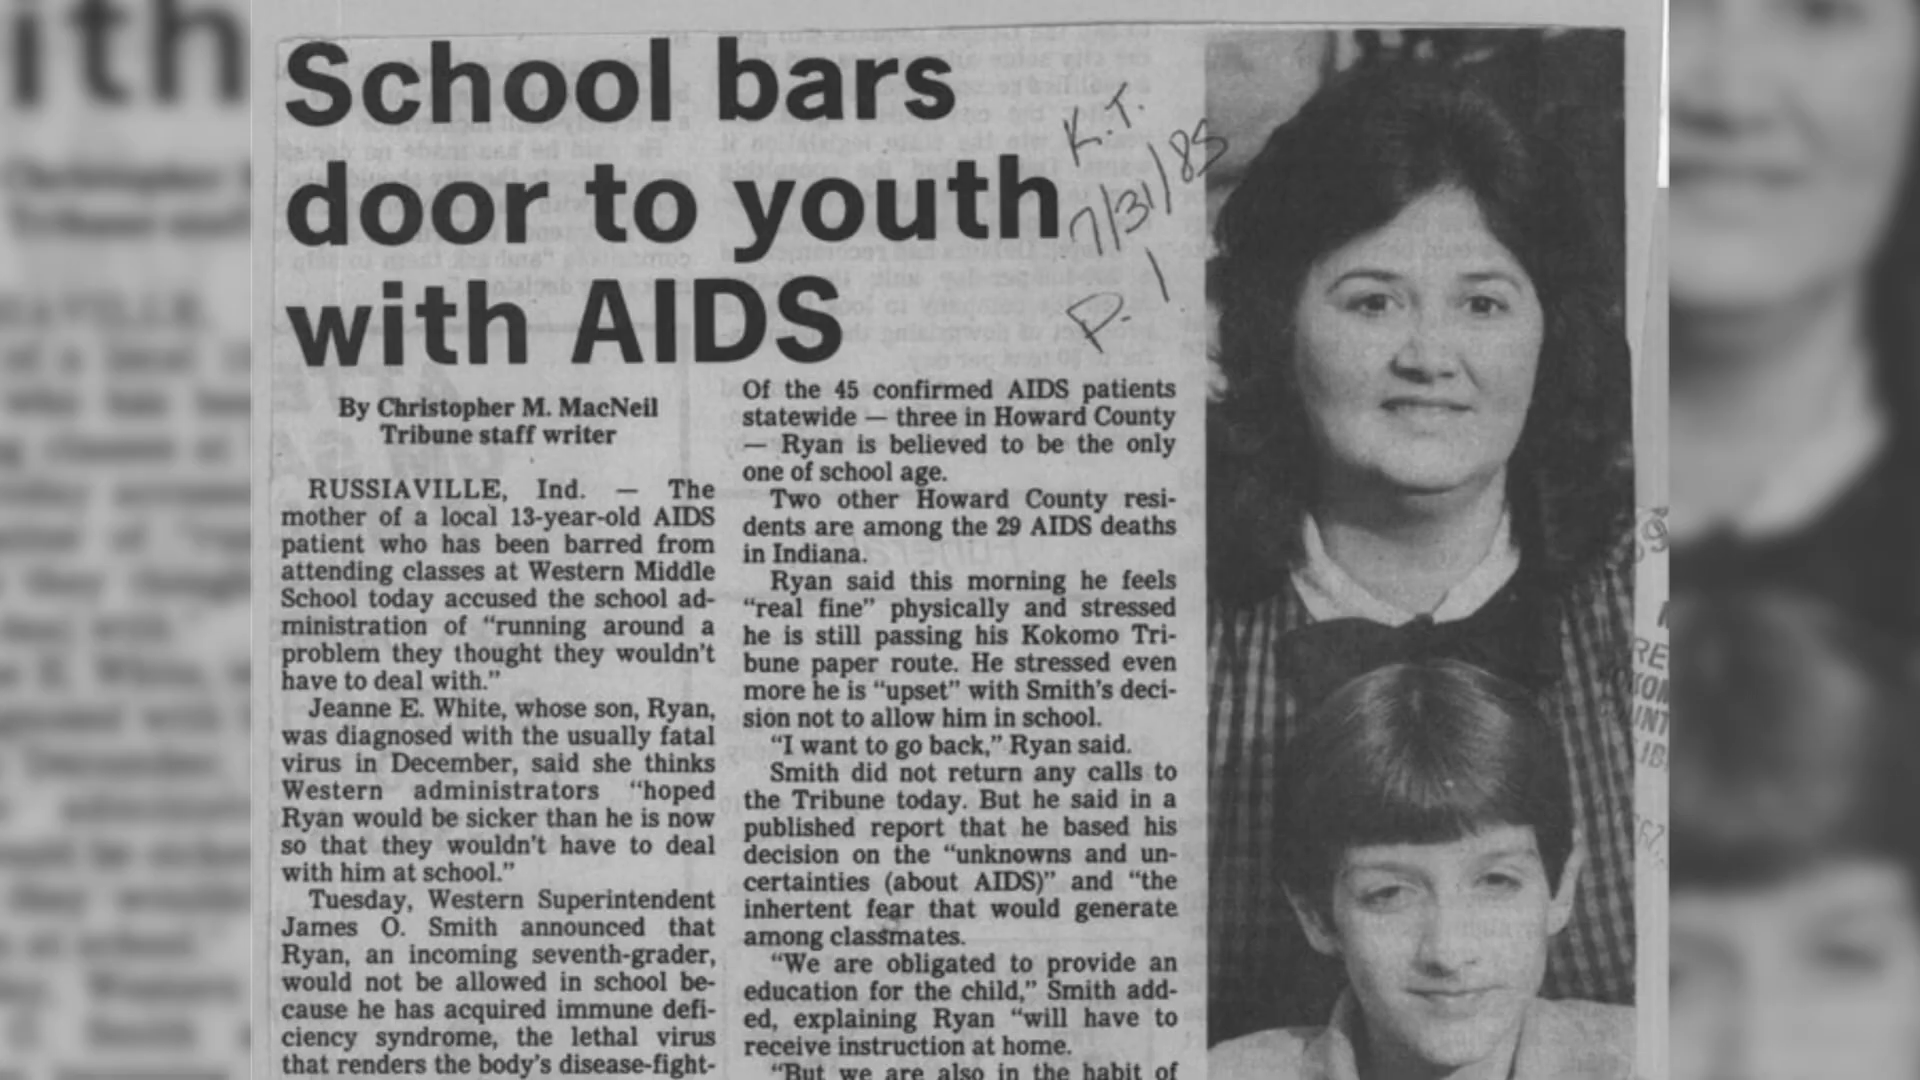 School bars
door to youth
with AIDS
K.T.
7/31/85
P. 1
By Christopher M. MacNeil
Tribune staff writer
RUSSIAVILLE, Ind. — The
mother of a local 13-year-old AIDS
patient who has been barred from
attending classes at Western Middle
School today accused the school ad-
ministration of “running around a
problem they thought they wouldn’t
have to deal with.”
Jeanne E. White, whose son, Ryan,
was diagnosed with the usually fatal
virus in December, said she thinks
Western administrators “hoped
Ryan would be sicker than he is now
so that they wouldn’t have to deal
with him at school.”
Tuesday, Western Superintendent
James O. Smith announced that
Ryan, an incoming seventh-grader,
would not be allowed in school be-
cause he has acquired immune defi-
ciency syndrome, the lethal virus
that renders the body’s disease-fight-
Of the 45 confirmed AIDS patients
statewide — three in Howard County
— Ryan is believed to be the only
one of school age.
Two other Howard County resi-
dents are among the 29 AIDS deaths
in Indiana.
Ryan said this morning he feels
“real fine” physically and stressed
he is still passing his Kokomo Tri-
bune paper route. He stressed even
more he is “upset” with Smith’s deci-
sion not to allow him in school.
“I want to go back,” Ryan said.
Smith did not return any calls to
the Tribune today. But he said in a
published report that he based his
decision on the “unknowns and un-
certainties (about AIDS)” and “the
inhertent fear that would generate
among classmates.
“We are obligated to provide an
education for the child,” Smith add-
ed, explaining Ryan “will have to
receive instruction at home.
“But we are also in the habit of